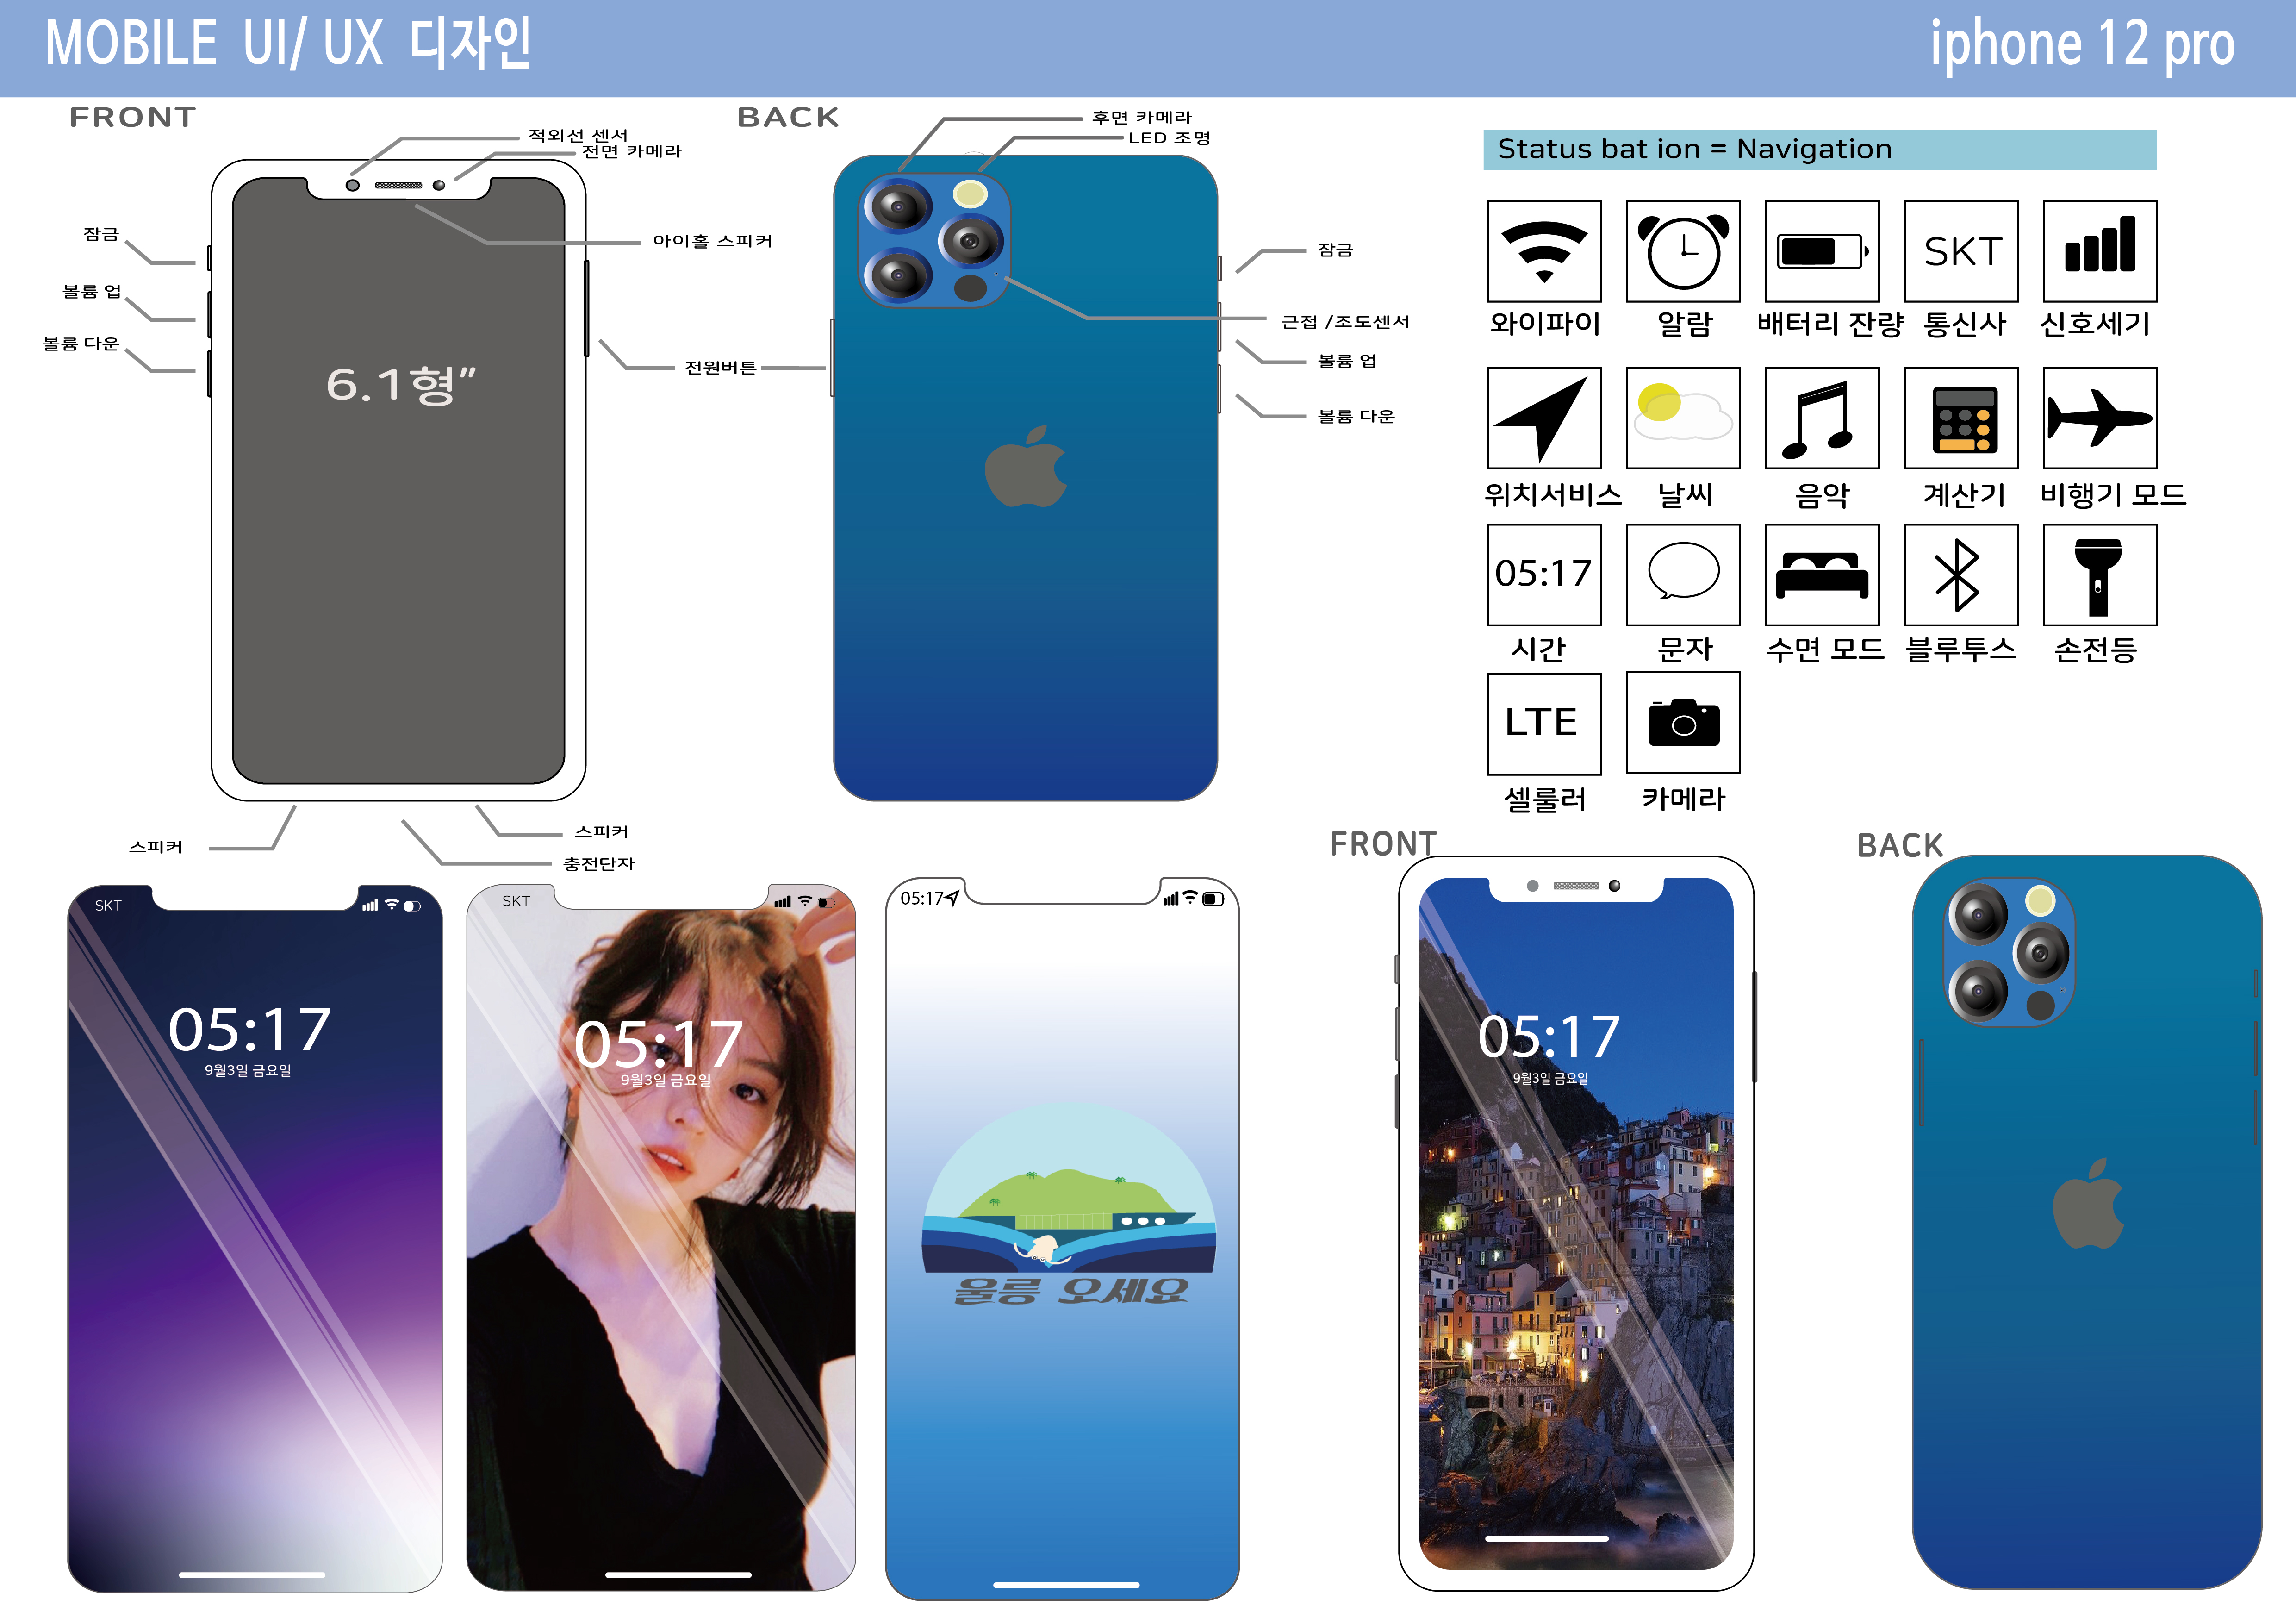 MOBILE UI/ UX 디자인
iphone 12 pro
FRONT
적외선 센서
전면 카메라
잠금
아이홀 스피커
볼륨 업
볼륨 다운
전원버튼
6.1형”
스피커
스피커
충전단자
BACK
후면 카메라
LED 조명
잠금
근접 /조도센서
볼륨 업
볼륨 다운
Status bat ion = Navigation
SKT
와이파이 알람 배터리 잔량 통신사 신호세기
위치서비스 날씨 음악 계산기 비행기 모드
05:17
시간 문자 수면 모드 블루투스 손전등
LTE
셀룰러 카메라
SKT
05:17
9월3일 금요일
SKT
05:17
9월3일 금요일
05:17
울릉 오세요
FRONT
05:17
9월3일 금요일
BACK